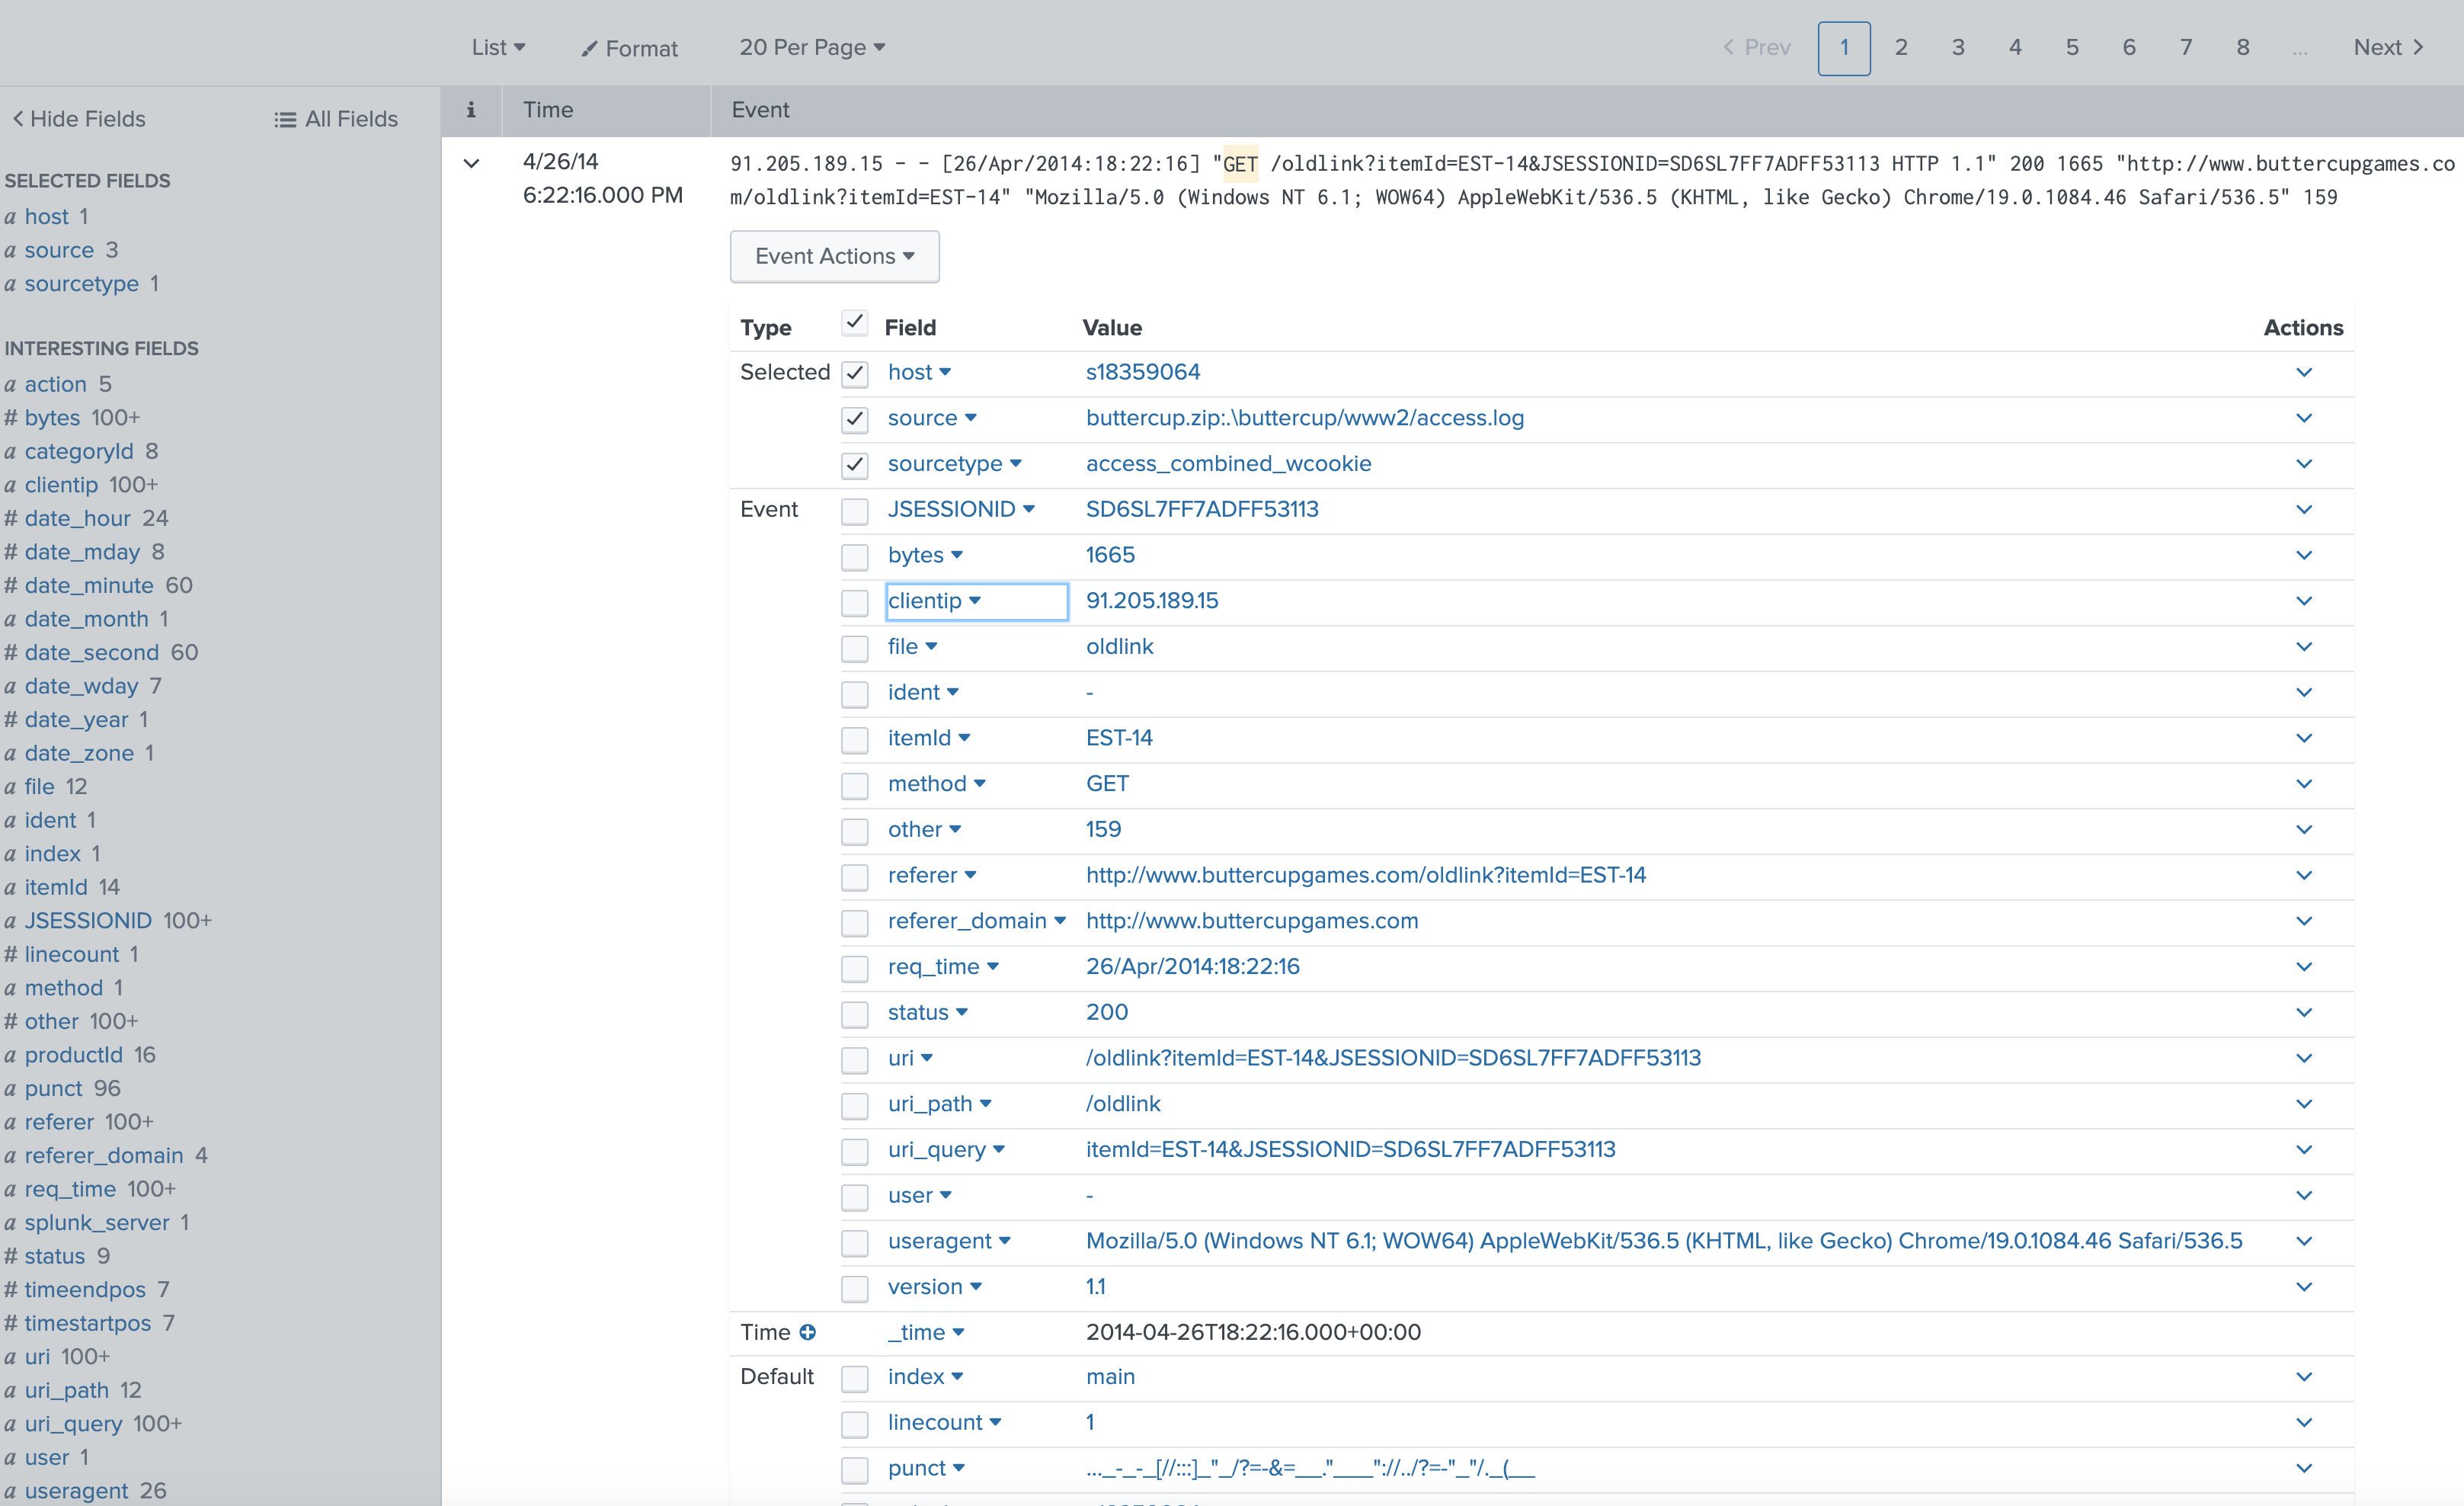 List Format 20 Per Page Prev 1 2 3 4 5 6 7 8 ... Next
Hide Fields All Fields
i Time Event
SELECTED FIELDS
a host 1
a source 3
a sourcetype 1
INTERESTING FIELDS
a action 5
# bytes 100+
a categoryId 8
a clientip 100+
# date_hour 24
# date_mday 8
# date_minute 60
a date_month 1
# date_second 60
a date_wday 7
# date_year 1
a date_zone 1
a file 12
a ident 1
a index 1
a itemId 14
a JSESSIONID 100+
# linecount 1
a method 1
# other 100+
a productId 16
a punct 96
a referer 100+
a referer_domain 4
a req_time 100+
a splunk_server 1
# status 9
# timeendpos 7
# timestartpos 7
a uri 100+
a uri_path 12
a uri_query 100+
a user 1
a useragent 26
4/26/14
6:22:16.000 PM
91.205.189.15 - - [26/Apr/2014:18:22:16] "GET /oldlink?itemId=EST-14&JSESSIONID=SD6SL7FF7ADFF53113 HTTP 1.1" 200 1665 "http://www.buttercupgames.co
m/oldlink?itemId=EST-14" "Mozilla/5.0 (Windows NT 6.1; WOW64) AppleWebKit/536.5 (KHTML, like Gecko) Chrome/19.0.1084.46 Safari/536.5" 159
Event Actions
Type Field Value Actions
Selected host s18359064
source buttercup.zip:.\buttercup/www2/access.log
sourcetype access_combined_wcookie
Event JSESSIONID SD6SL7FF7ADFF53113
bytes 1665
clientip 91.205.189.15
file oldlink
ident -
itemId EST-14
method GET
other 159
referer http://www.buttercupgames.com/oldlink?itemId=EST-14
referer_domain http://www.buttercupgames.com
req_time 26/Apr/2014:18:22:16
status 200
uri /oldlink?itemId=EST-14&JSESSIONID=SD6SL7FF7ADFF53113
uri_path /oldlink
uri_query itemId=EST-14&JSESSIONID=SD6SL7FF7ADFF53113
user -
useragent Mozilla/5.0 (Windows NT 6.1; WOW64) AppleWebKit/536.5 (KHTML, like Gecko) Chrome/19.0.1084.46 Safari/536.5
version 1.1
Time _time 2014-04-26T18:22:16.000+00:00
Default index main
linecount 1
punct ..._-_-_[//:::]_"_/?=-&=__."____"://../?=-"_"/._(__